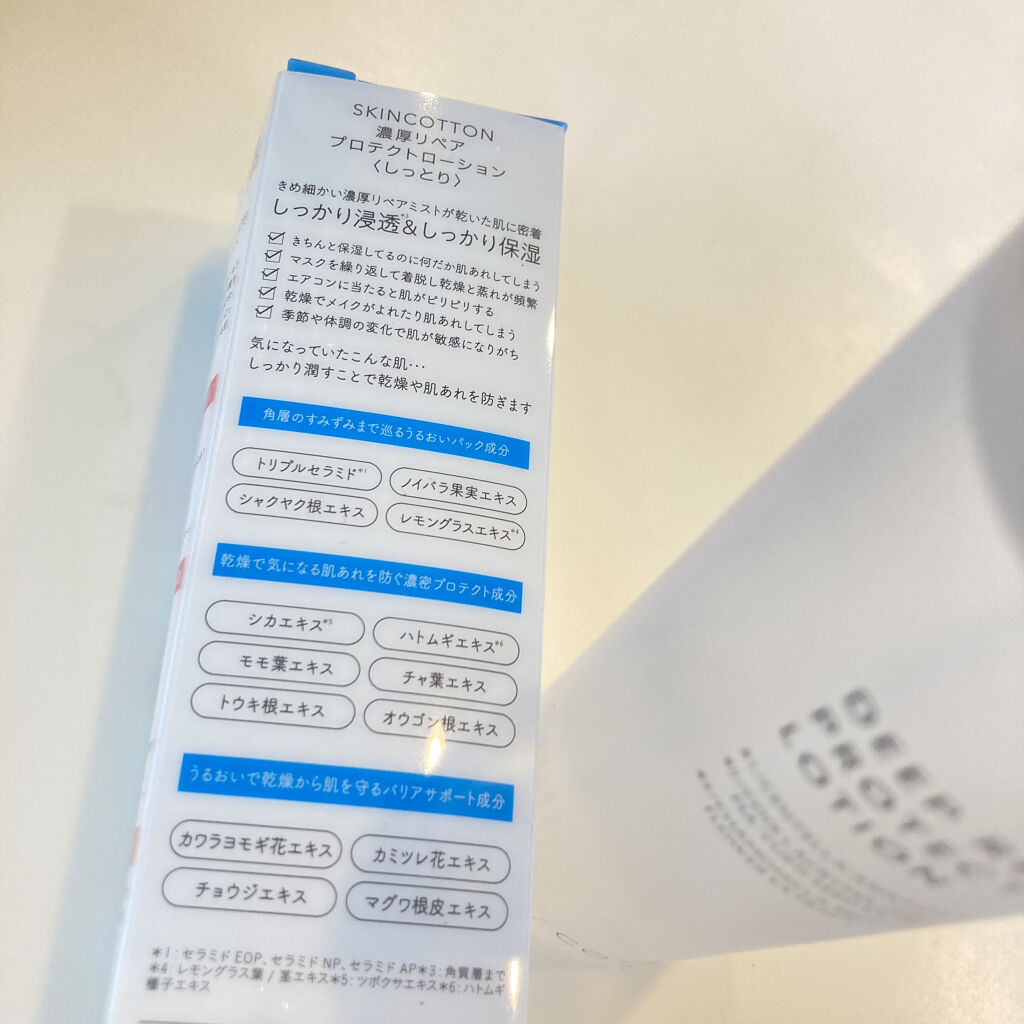 SKINCOTTON
濃厚リペア
プロテクトローション
〈しっとり〉
きめ細かい濃厚リペアミストが乾いた肌に密着
しっかり浸透*3&しっかり保湿
きちんと保湿してるのに何だか肌あれしてしまう
マスクを繰り返して着脱し乾燥と蒸れが頻繁
エアコンに当たると肌がピリピリする
乾燥でメイクがよれたり肌あれしてしまう
季節や体調の変化で肌が敏感になりがち
気になっていたこんな肌…
しっかり潤すことで乾燥や肌あれを防ぎます
角層のすみずみまで巡るうるおいパック成分
トリプルセラミド*1 ノイバラ果実エキス
シャクヤク根エキス レモングラスエキス*4
乾燥で気になる肌あれを防ぐ濃密プロテクト成分
シカエキス*5 ハトムギエキス*6
モモ葉エキス チャ葉エキス
トウキ根エキス オウゴン根エキス
うるおいで乾燥から肌を守るバリアサポート成分
カワラヨモギ花エキス カミツレ花エキス
チョウジエキス マグワ根皮エキス
*1:セラミド EOP、セラミド NP、セラミド AP*3:角質層まで
*4:レモングラス葉/茎エキス*5:ツボクサエキス*6:ハトムギ
種子エキス
DEEP
PROTEC
LOTION